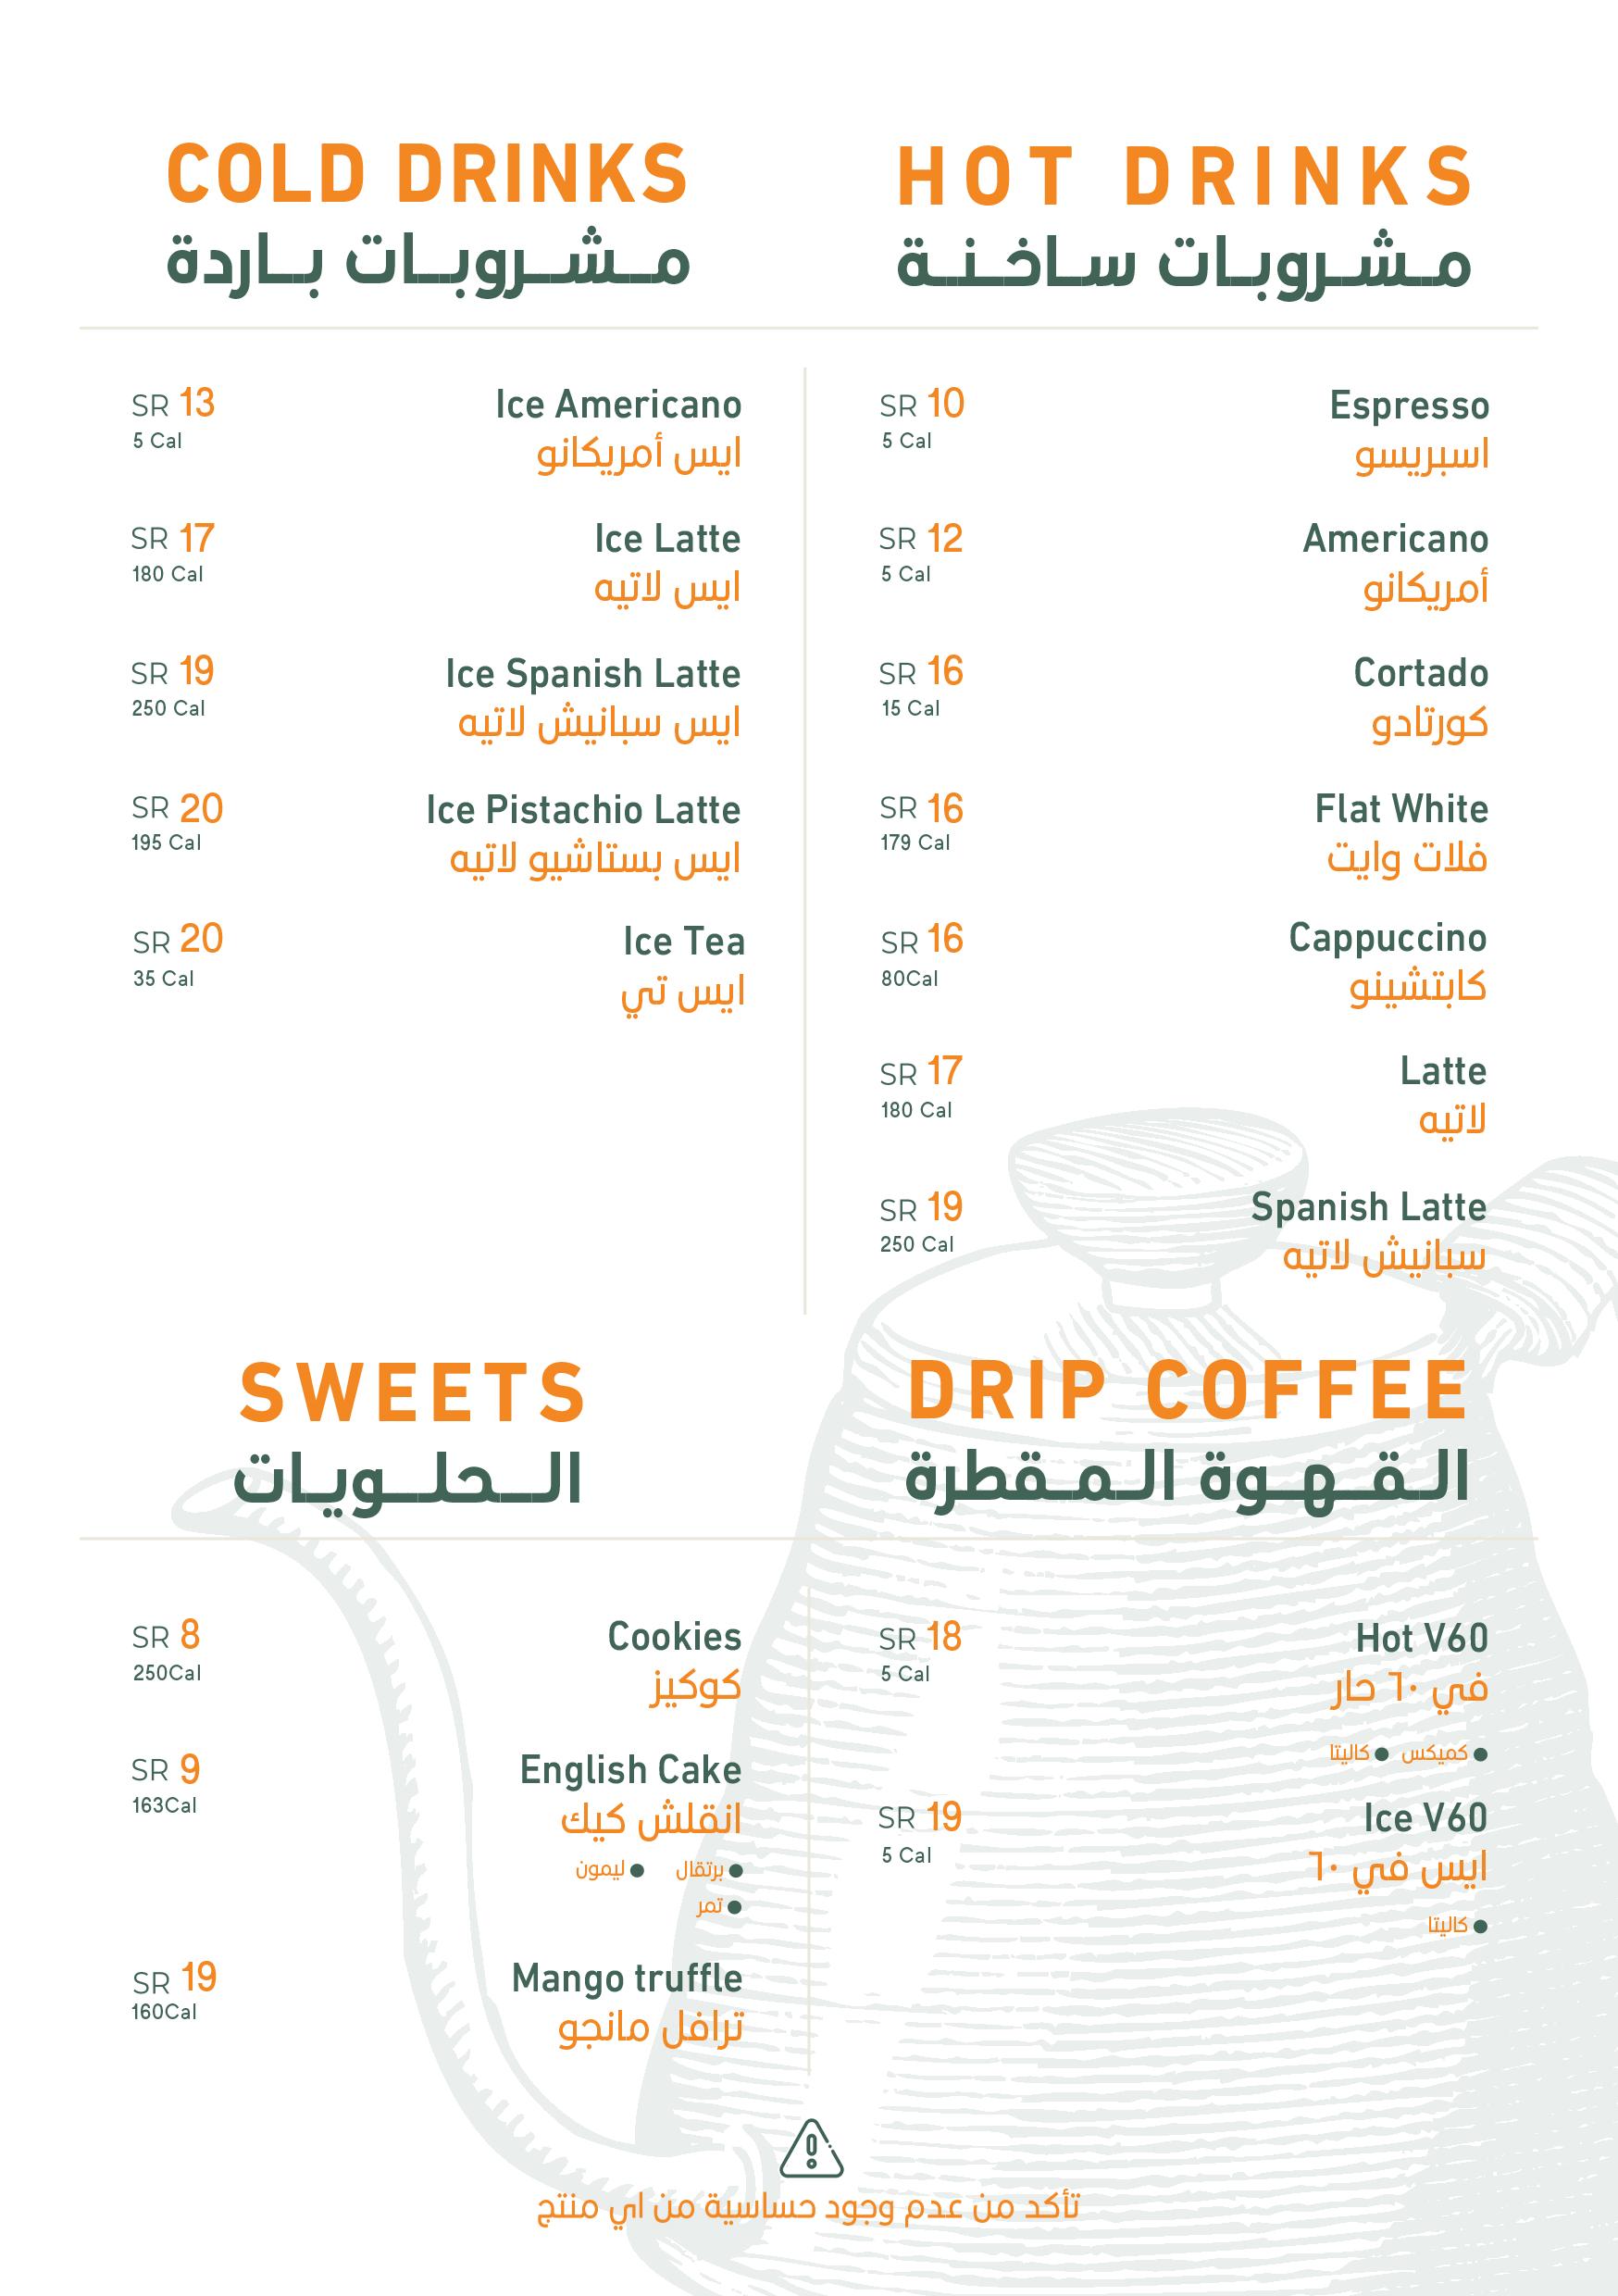 COLD DRINKS
مشروبات باردة
SR 13
5 Cal
Ice Americano
ايس أمريكانو
SR 17
180 Cal
Ice Latte
ايس لاتيه
SR 19
250 Cal
Ice Spanish Latte
ايس سبانيش لاتيه
SR 20
195 Cal
Ice Pistachio Latte
ايس بستاشيو لاتيه
SR 20
35 Cal
Ice Tea
ايس تي
HOT DRINKS
مشروبات ساخنة
SR 10
5 Cal
Espresso
اسبريسو
SR 12
5 Cal
Americano
أمريكانو
SR 16
15 Cal
Cortado
كورتادو
SR 16
179 Cal
Flat White
فلات وايت
SR 16
80Cal
Cappuccino
كابتشينو
SR 17
180 Cal
Latte
لاتيه
SR 19
250 Cal
Spanish Latte
سبانيش لاتيه
SWEETS
الحلويات
SR 8
250Cal
Cookies
كوكيز
SR 9
163Cal
English Cake
انقلش كيك
● برتقال ● ليمون
● تمر
SR 19
160Cal
Mango truffle
ترافل مانجو
DRIP COFFEE
القهوة المقطرة
SR 18
5 Cal
Hot V60
في ٦٠ حار
● كميكس ● كاليتا
SR 19
5 Cal
Ice V60
ايس في ٦٠
● كاليتا
تأكد من عدم وجود حساسية من اي منتج